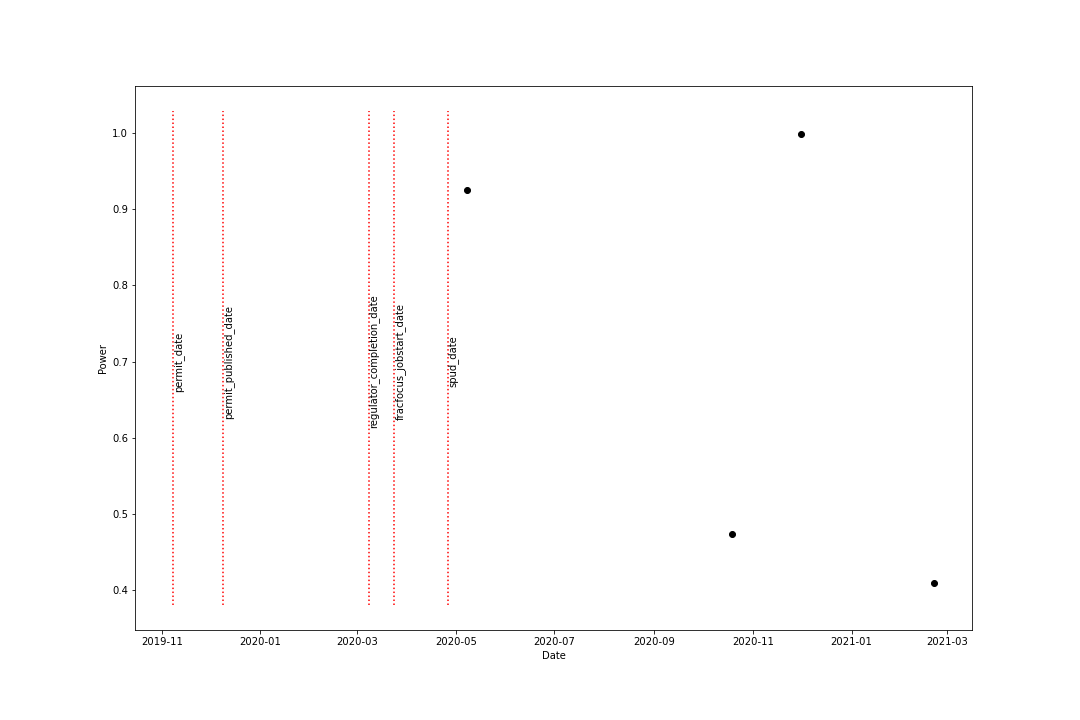 1.0
0.9
0.8
0.7
0.6
0.5
0.4
Power
permit_date
permit_published_date
regulator_completion_date
fracfocus_jobstart_date
spud_date
2019-11
2020-01
2020-03
2020-05
2020-07
2020-09
2020-11
2021-01
2021-03
Date